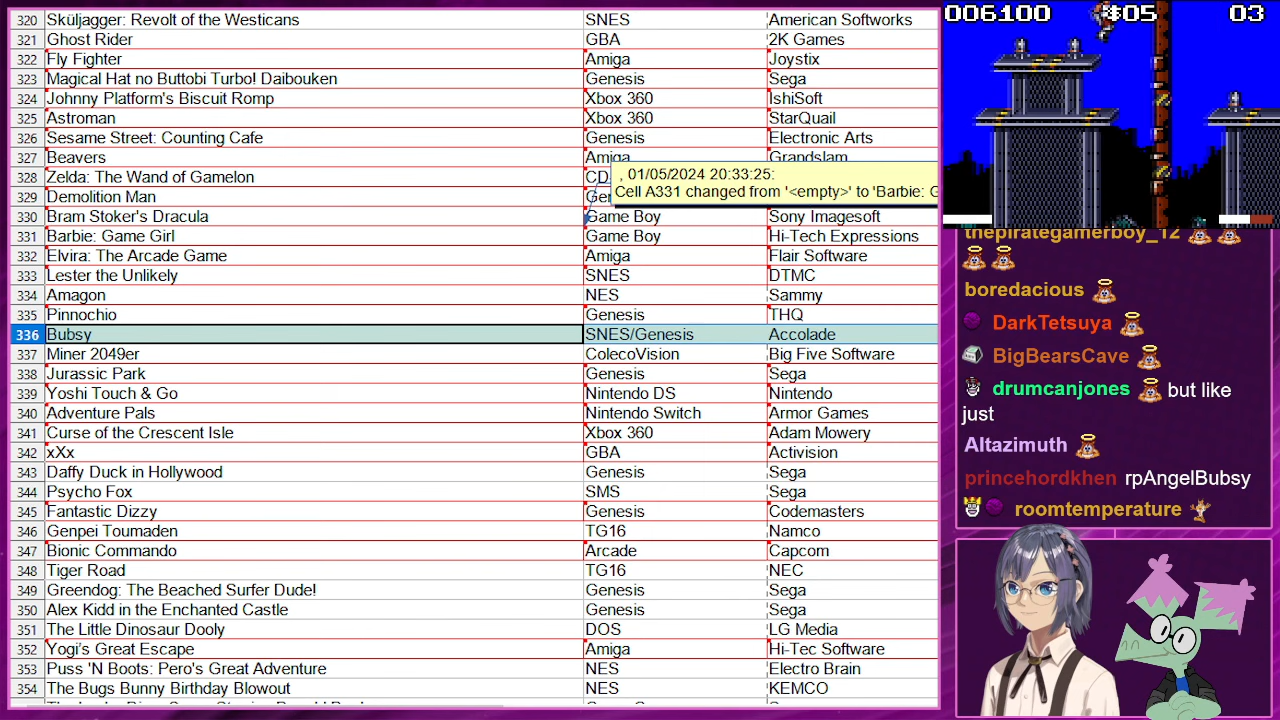 320 Sküljagger: Revolt of the Westicans SNES American Softworks
321 Ghost Rider GBA 2K Games
322 Fly Fighter Amiga Joystix
323 Magical Hat no Buttobi Turbo! Daibouken Genesis Sega
324 Johnny Platform's Biscuit Romp Xbox 360 IshiSoft
325 Astroman Xbox 360 StarQuail
326 Sesame Street: Counting Cafe Genesis Electronic Arts
327 Beavers Amiga Grandslam
328 Zelda: The Wand of Gamelon CD
, 01/05/2024 20:33:25:
Cell A331 changed from '<empty>' to 'Barbie: G
329 Demolition Man Gen
330 Bram Stoker's Dracula Game Boy Sony Imagesoft
331 Barbie: Game Girl Game Boy Hi-Tech Expressions
332 Elvira: The Arcade Game Amiga Flair Software
333 Lester the Unlikely SNES DTMC
334 Amagon NES Sammy
335 Pinnochio Genesis THQ
336 Bubsy SNES/Genesis Accolade
337 Miner 2049er ColecoVision Big Five Software
338 Jurassic Park Genesis Sega
339 Yoshi Touch & Go Nintendo DS Nintendo
340 Adventure Pals Nintendo Switch Armor Games
341 Curse of the Crescent Isle Xbox 360 Adam Mowery
342 xXx GBA Activision
343 Daffy Duck in Hollywood Genesis Sega
344 Psycho Fox SMS Sega
345 Fantastic Dizzy Genesis Codemasters
346 Genpei Toumaden TG16 Namco
347 Bionic Commando Arcade Capcom
348 Tiger Road TG16 NEC
349 Greendog: The Beached Surfer Dude! Genesis Sega
350 Alex Kidd in the Enchanted Castle Genesis Sega
351 The Little Dinosaur Dooly DOS LG Media
352 Yogi's Great Escape Amiga Hi-Tec Software
353 Puss 'N Boots: Pero's Great Adventure NES Electro Brain
354 The Bugs Bunny Birthday Blowout NES KEMCO
006100 05 03
thepirategamerboy_12
boredacious
DarkTetsuya
BigBearsCave
drumcanjones but like
just
Altazimuth
princehordkhen rpAngelBubsy
roomtemperature